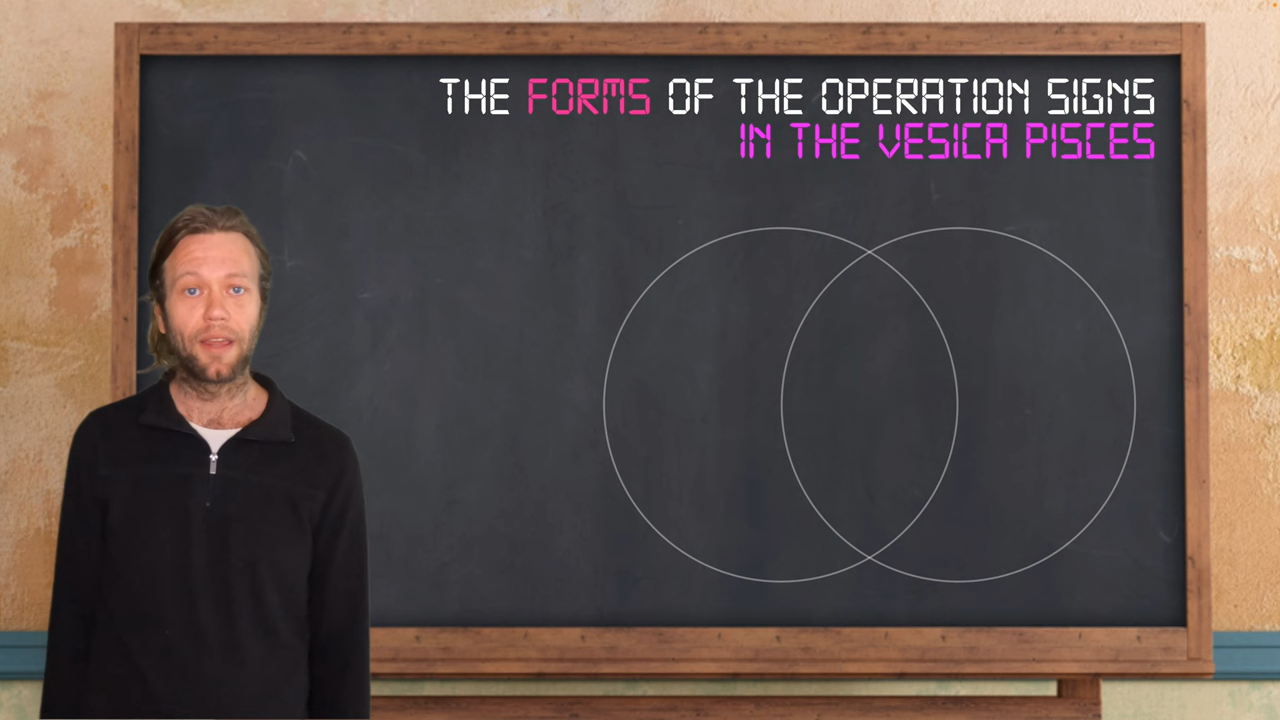 THE FORMS OF THE OPERATION SIGNS
IN THE VESICA PISCES